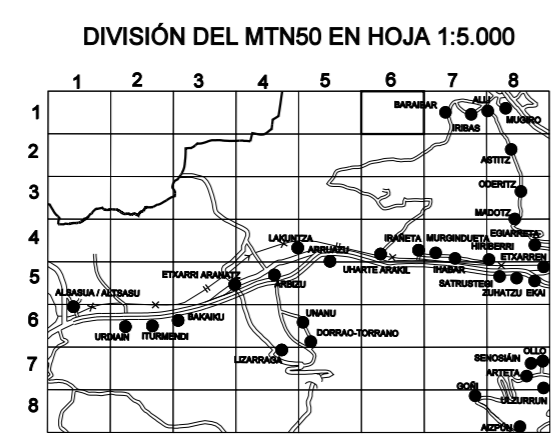 DIVISIÓN DEL MTN50 EN HOJA 1:5.000
1 2 3 4 5 6 7 8
1
2
3
4
5
6
7
8
BARAIBAR
ALLI
IRIBAS
MUGIRO
ASTITZ
ODERITZ
MADOTZ
EGIARRETA
LAKUNTZA
ARRUAZU
IRAÑETA
MURGINDUETA
HIRIBERRI
ETXARREN
UHARTE ARAKIL
IHABAR
SATRUSTEGI
ZUHATZU
EKAI
ETXARRI ARANATZ
ARBIZU
ALSASUA / ALTSASU
URDIAIN
ITURMENDI
BAKAIKU
UNANU
DORRAO-TORRANO
LIZARRAGA
OLLO
SENOSIÁIN
ARTETA
GOÑI
ULZURRUN
AIZPÚN